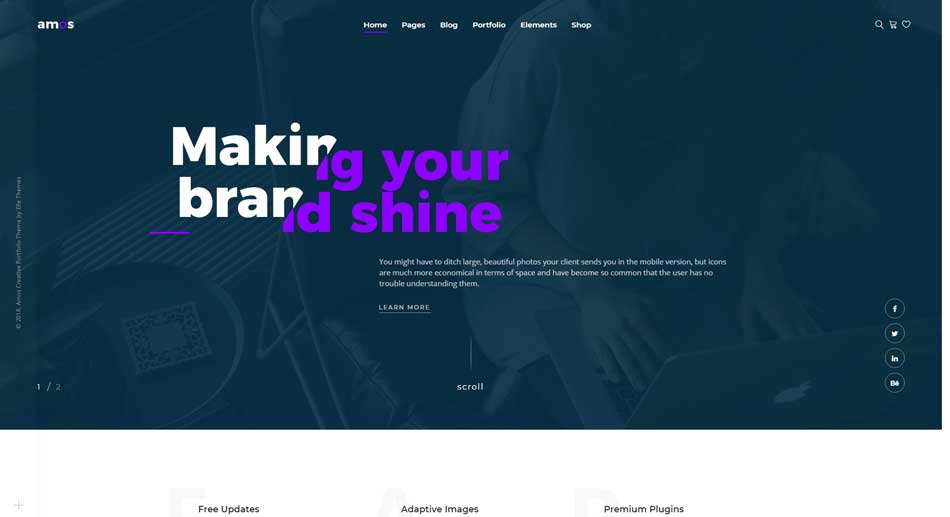 amos
Home Pages Blog Portfolio Elements Shop
Making your
brand shine
You might have to ditch large, beautiful photos your client sends you in the mobile version, but icons
are much more economical in terms of space and have become so common that the user has no
trouble understanding them.
LEARN MORE
© 2018, Amos Creative Portfolio Theme by Elle Themes
f
in
Bē
1 / 2
scroll
F
A
P
Free Updates
Adaptive Images
Premium Plugins